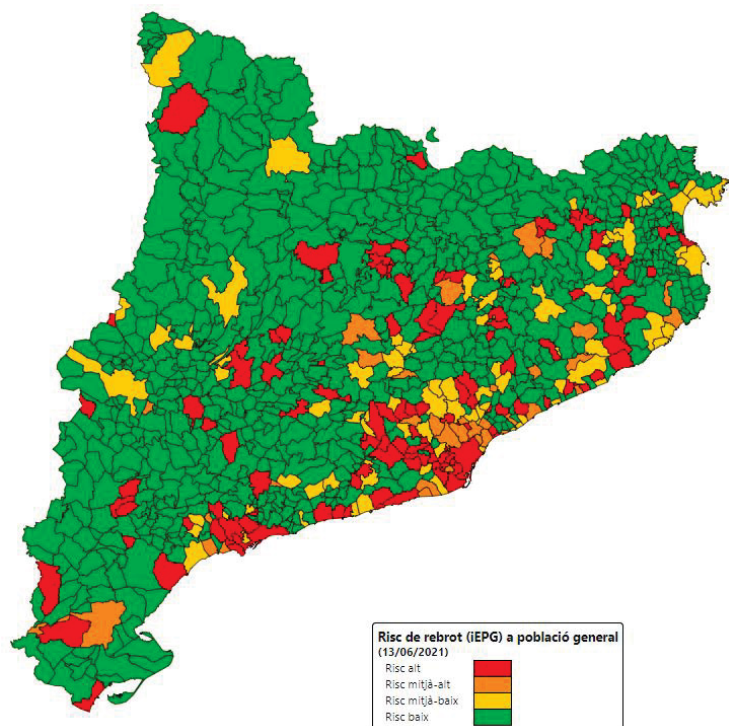 Risc de rebrot (iEPG) a població general
(13/06/2021)
Risc alt
Risc mitjà-alt
Risc mitjà-baix
Risc baix